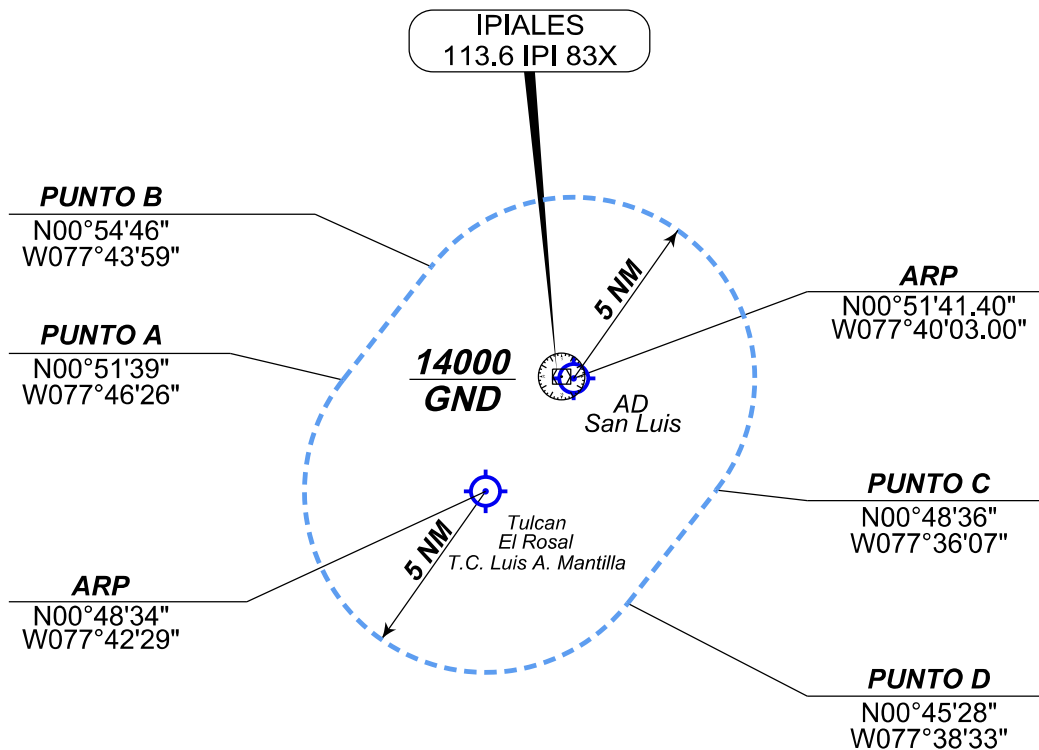 IPIALES
113.6 IPI 83X
PUNTO B
N00°54'46"
W077°43'59"
PUNTO A
N00°51'39"
W077°46'26"
5 NM
ARP
N00°51'41.40"
W077°40'03.00"
14000
GND
AD
San Luis
PUNTO C
N00°48'36"
W077°36'07"
Tulcan
El Rosal
T.C. Luis A. Mantilla
5 NM
ARP
N00°48'34"
W077°42'29"
PUNTO D
N00°45'28"
W077°38'33"